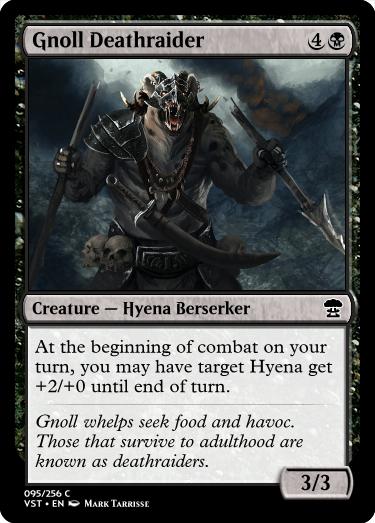 Gnoll Deathraider 4
Creature — Hyena Berserker
At the beginning of combat on your
turn, you may have target Hyena get
+2/+0 until end of turn.
Gnoll whelps seek food and havoc.
Those that survive to adulthood are
known as deathraiders.
3/3
095/256 C
VST • EN Mark Tarrisse